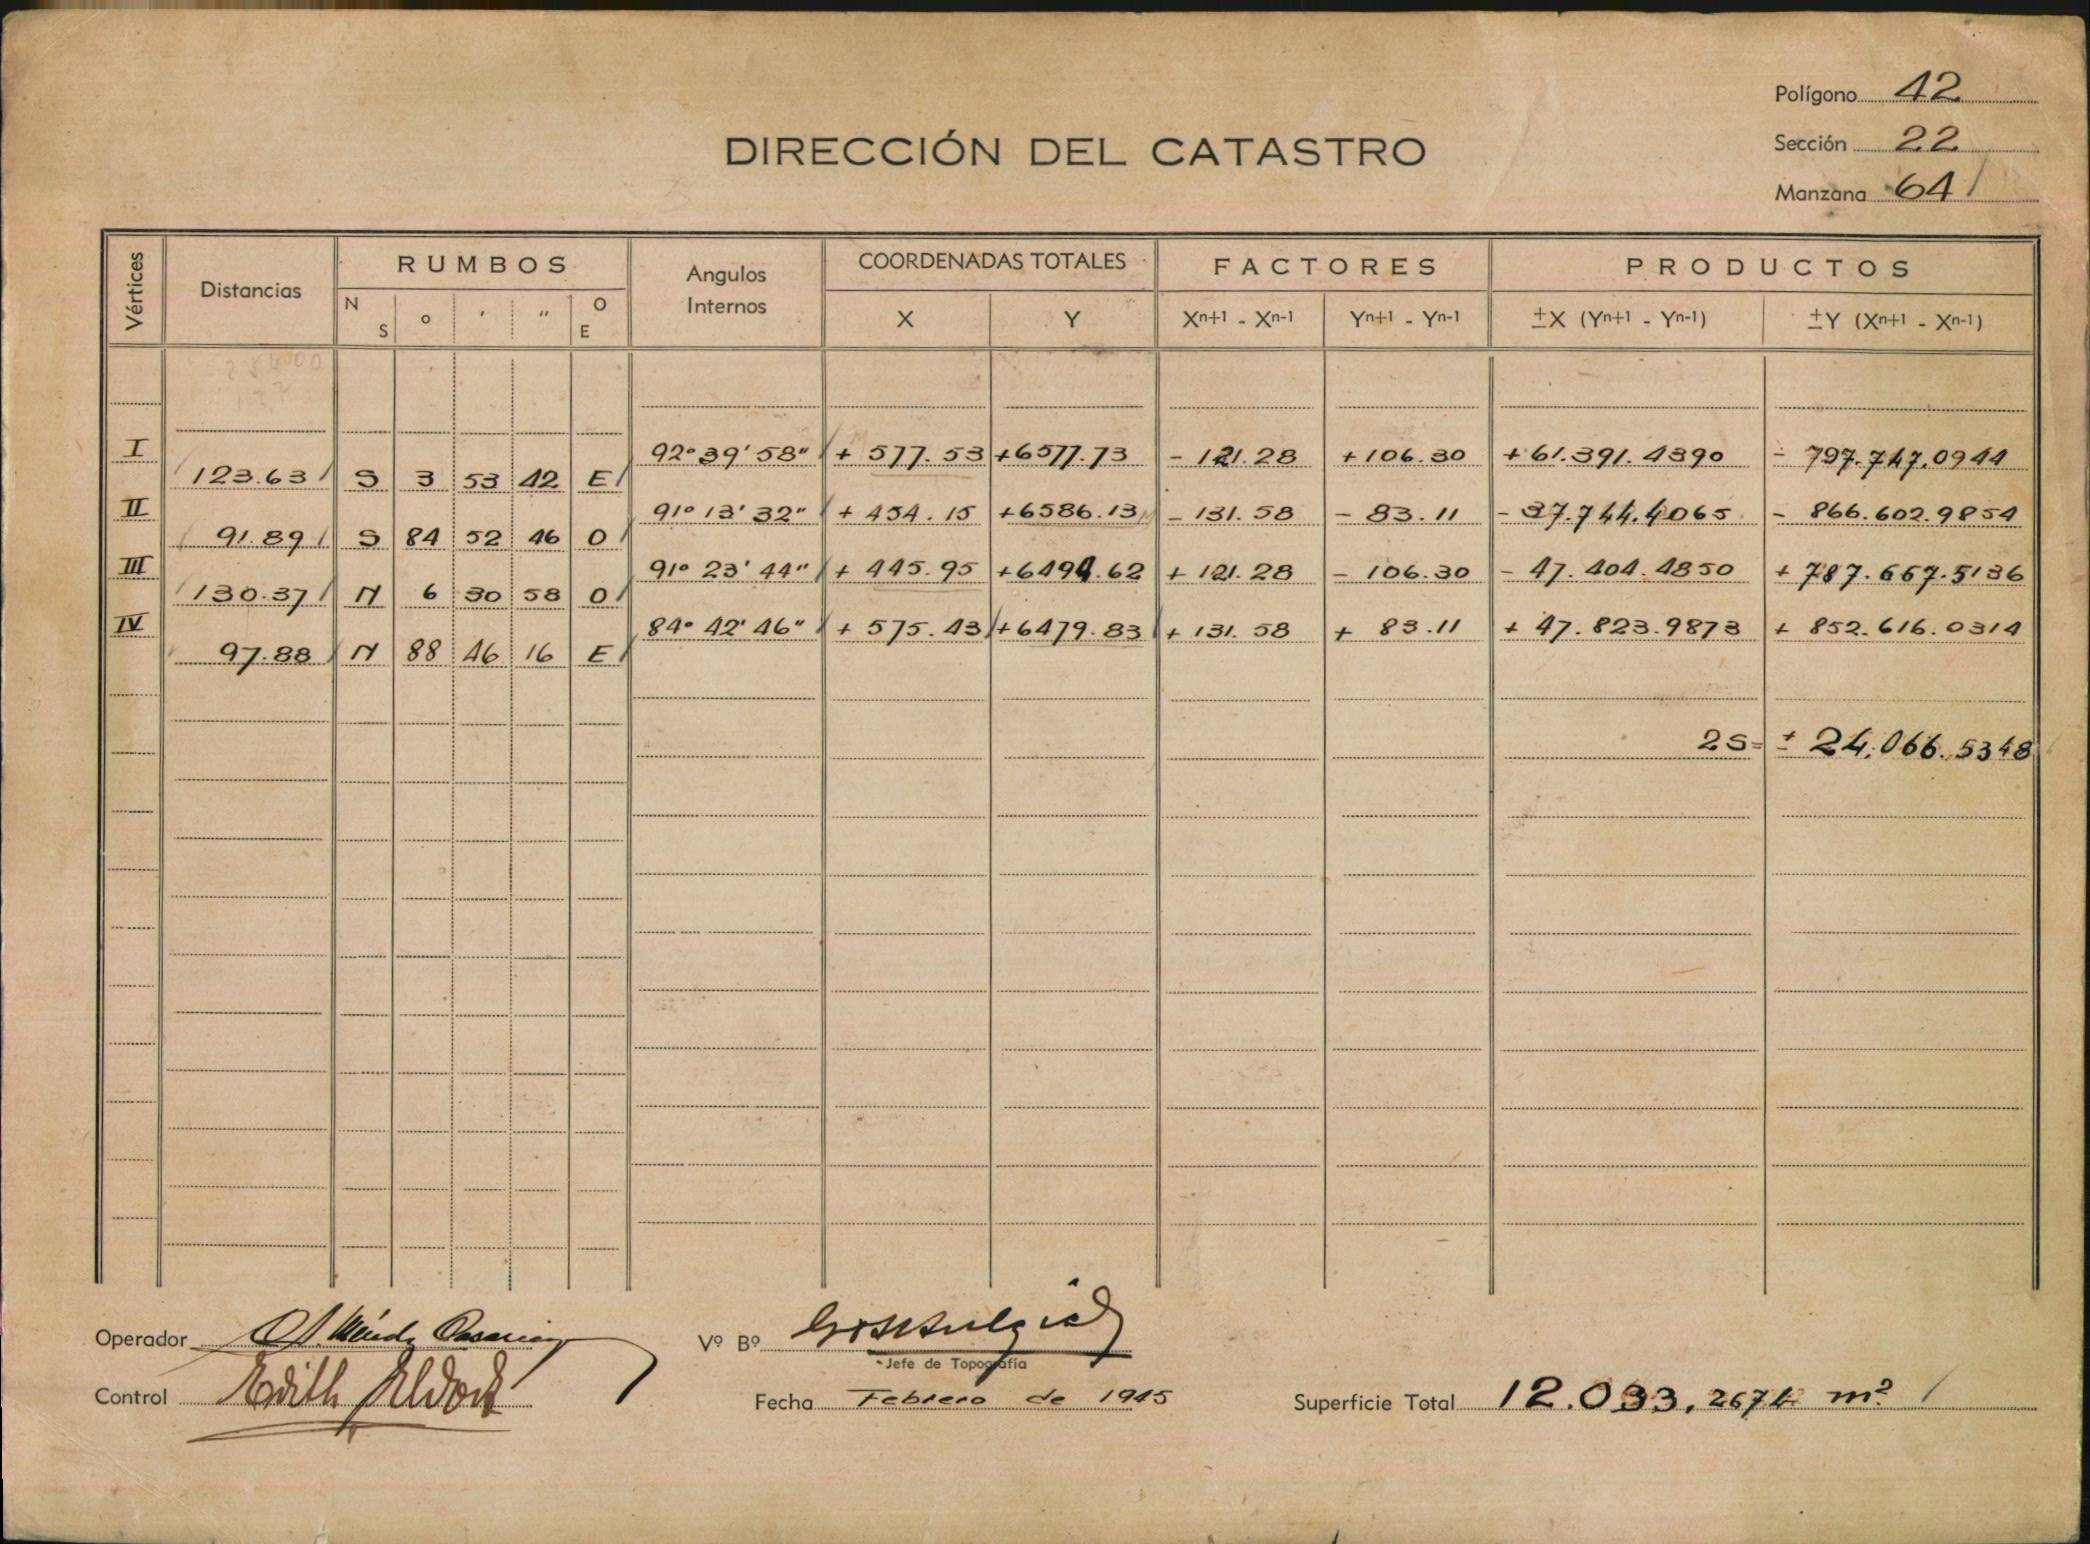 Polígono 42
DIRECCIÓN DEL CATASTRO
Sección 22
Manzana 64
Vértices Distancias RUMBOS Angulos Internos COORDENADAS TOTALES FACTORES PRODUCTOS
N S ° ' " O E X Y Xn+1 - Xn-1 Yn+1 - Yn-1 ±X (Yn+1 - Yn-1) ±Y (Xn+1 - Xn-1)
I 92° 39' 58" + 577.53 +6577.73 - 121.28 +106.30 +61.391.4390 - 797.747.0944
123.63 S 3 53 42 E
II 91° 13' 32" + 454.15 +6586.13 - 131.58 - 83.11 - 37.744.4065 - 866.602.9854
91.89 S 84 52 46 O
III 91° 23' 44" + 445.95 +6494.62 + 121.28 - 106.30 - 47.404.4850 + 787.667.5136
130.37 N 6 30 58 O
IV 84° 42' 46" + 575.43 +6479.83 + 131.58 + 83.11 + 47.823.9873 + 852.616.0314
97.88 N 88 46 16 E
2S= ± 24.066.5348
Operador
Vº Bº
Jefe de Topografía
Control Edith
Fecha Febrero de 1945
Superficie Total 12.033,2674 m²